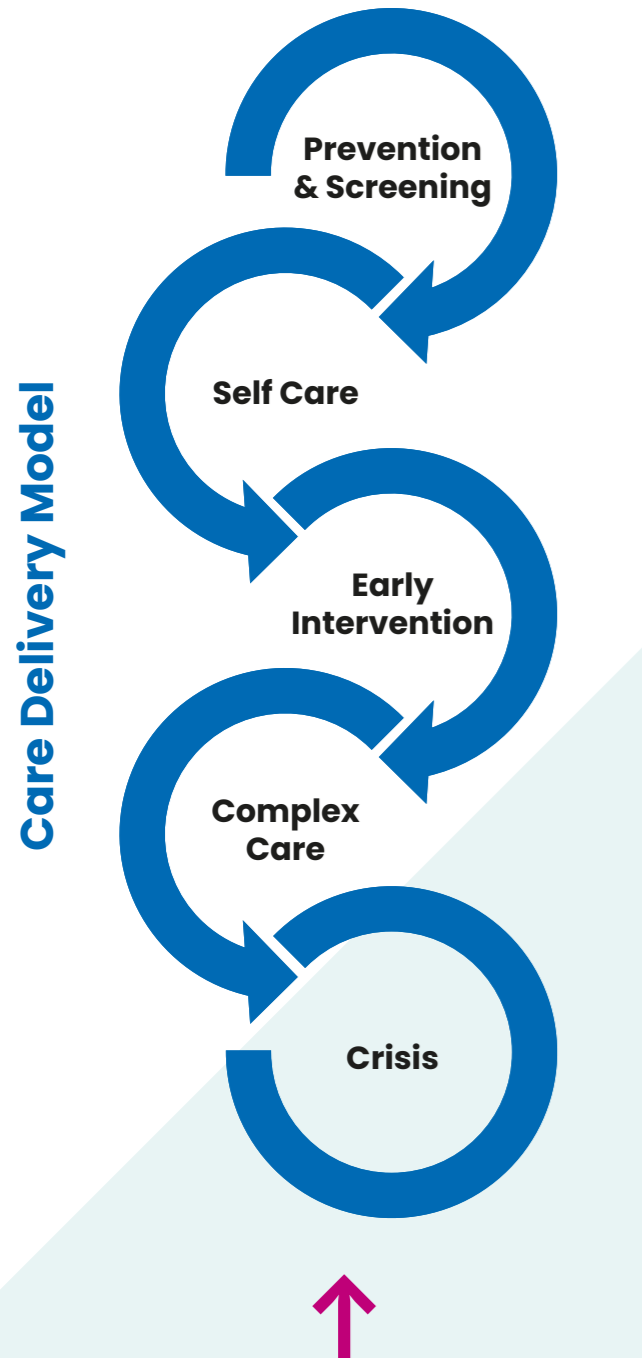 Care Delivery Model
Prevention
& Screening
Self Care
Early
Intervention
Complex
Care
Crisis